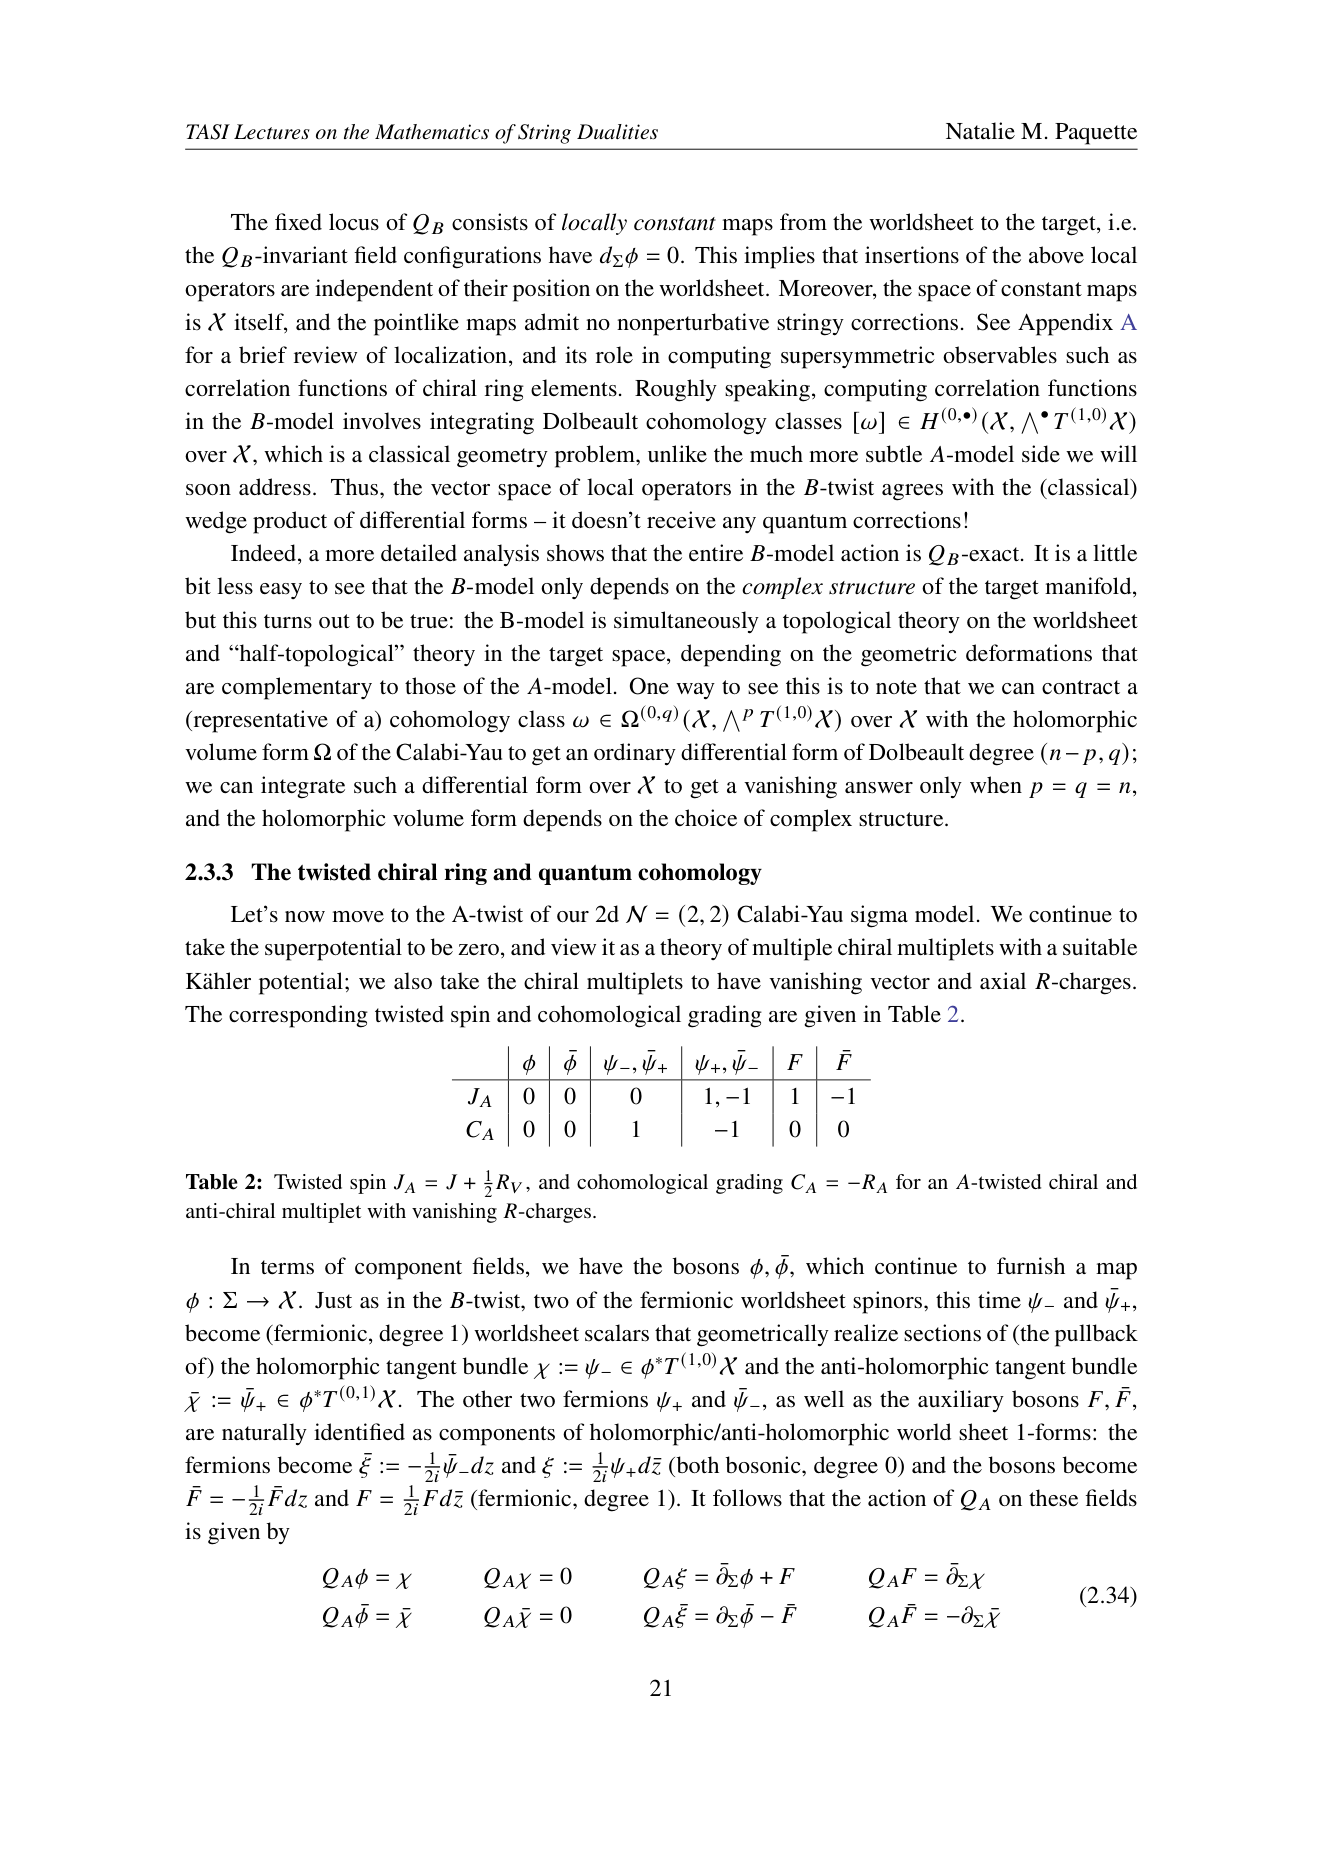 TASI Lectures on the Mathematics of String Dualities Natalie M. Paquette
The fixed locus of Q_B consists of locally constant maps from the worldsheet to the target, i.e.
the Q_B-invariant field configurations have d_Σϕ = 0. This implies that insertions of the above local
operators are independent of their position on the worldsheet. Moreover, the space of constant maps
is X itself, and the pointlike maps admit no nonperturbative stringy corrections. See Appendix A
for a brief review of localization, and its role in computing supersymmetric observables such as
correlation functions of chiral ring elements. Roughly speaking, computing correlation functions
in the B-model involves integrating Dolbeault cohomology classes [ω] ∈ H^{(0,•)}(X, ∧^• T^{(1,0)}X)
over X, which is a classical geometry problem, unlike the much more subtle A-model side we will
soon address. Thus, the vector space of local operators in the B-twist agrees with the (classical)
wedge product of differential forms – it doesn’t receive any quantum corrections!
Indeed, a more detailed analysis shows that the entire B-model action is Q_B-exact. It is a little
bit less easy to see that the B-model only depends on the complex structure of the target manifold,
but this turns out to be true: the B-model is simultaneously a topological theory on the worldsheet
and “half-topological” theory in the target space, depending on the geometric deformations that
are complementary to those of the A-model. One way to see this is to note that we can contract a
(representative of a) cohomology class ω ∈ Ω^{(0,q)}(X, ∧^p T^{(1,0)}X) over X with the holomorphic
volume form Ω of the Calabi-Yau to get an ordinary differential form of Dolbeault degree (n−p, q);
we can integrate such a differential form over X to get a vanishing answer only when p = q = n,
and the holomorphic volume form depends on the choice of complex structure.
2.3.3 The twisted chiral ring and quantum cohomology
Let’s now move to the A-twist of our 2d N = (2, 2) Calabi-Yau sigma model. We continue to
take the superpotential to be zero, and view it as a theory of multiple chiral multiplets with a suitable
Kähler potential; we also take the chiral multiplets to have vanishing vector and axial R-charges.
The corresponding twisted spin and cohomological grading are given in Table 2.
ϕ ϕ̄ ψ₋, ψ̄₊ ψ₊, ψ̄₋ F F̄
J_A 0 0 0 1, −1 1 −1
C_A 0 0 1 −1 0 0
Table 2: Twisted spin J_A = J + ½R_V, and cohomological grading C_A = −R_A for an A-twisted chiral and
anti-chiral multiplet with vanishing R-charges.
In terms of component fields, we have the bosons ϕ, ϕ̄, which continue to furnish a map
ϕ : Σ → X. Just as in the B-twist, two of the fermionic worldsheet spinors, this time ψ₋ and ψ̄₊,
become (fermionic, degree 1) worldsheet scalars that geometrically realize sections of (the pullback
of) the holomorphic tangent bundle χ := ψ₋ ∈ ϕ*T^{(1,0)}X and the anti-holomorphic tangent bundle
χ̄ := ψ̄₊ ∈ ϕ*T^{(0,1)}X. The other two fermions ψ₊ and ψ̄₋, as well as the auxiliary bosons F, F̄,
are naturally identified as components of holomorphic/anti-holomorphic world sheet 1-forms: the
fermions become ξ̄ := −1/(2i) ψ̄₋dz and ξ := 1/(2i) ψ₊dz̄ (both bosonic, degree 0) and the bosons become
F̄ = −1/(2i) F̄dz and F = 1/(2i) Fdz̄ (fermionic, degree 1). It follows that the action of Q_A on these fields
is given by
Q_Aϕ = χ Q_Aχ = 0 Q_Aξ = ∂̄_Σϕ + F Q_AF = ∂̄_Σχ
Q_Aϕ̄ = χ̄ Q_Aχ̄ = 0 Q_Aξ̄ = ∂_Σϕ̄ − F̄ Q_AF̄ = −∂_Σχ̄
(2.34)
21